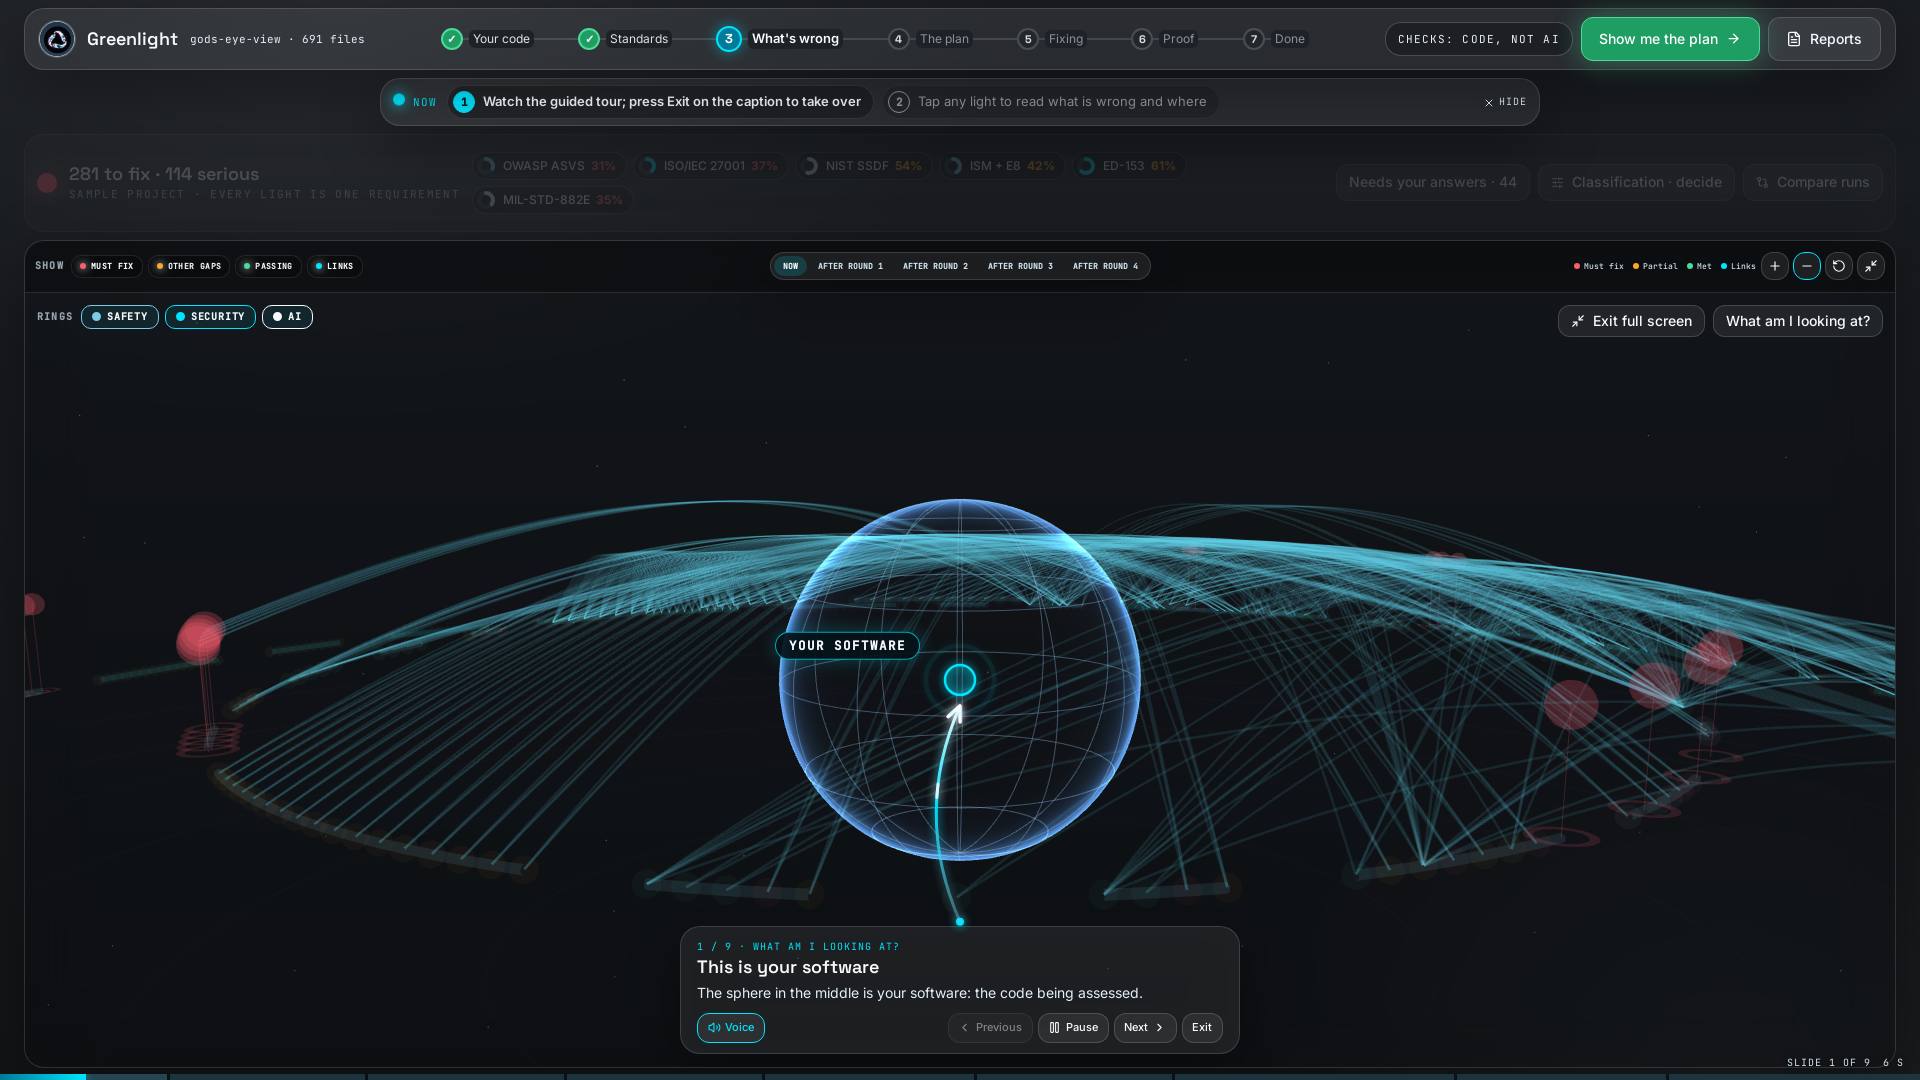 Greenlight gods-eye-view · 691 files
✓ Your code ✓ Standards 3 What's wrong 4 The plan 5 Fixing 6 Proof 7 Done
CHECKS: CODE, NOT AI Show me the plan → Reports
NOW 1 Watch the guided tour; press Exit on the caption to take over 2 Tap any light to read what is wrong and where × HIDE
281 to fix · 114 serious
SAMPLE PROJECT · EVERY LIGHT IS ONE REQUIREMENT
OWASP ASVS 31% ISO/IEC 27001 37% NIST SSDF 54% ISM + E8 42% ED-153 61%
MIL-STD-882E 35%
Needs your answers · 44 Classification · decide Compare runs
SHOW MUST FIX OTHER GAPS PASSING LINKS
NOW AFTER ROUND 1 AFTER ROUND 2 AFTER ROUND 3 AFTER ROUND 4
Must fix Partial Met Links
RINGS SAFETY SECURITY AI
Exit full screen What am I looking at?
YOUR SOFTWARE
1 / 9 · WHAT AM I LOOKING AT?
This is your software
The sphere in the middle is your software: the code being assessed.
Voice Previous Pause Next Exit
SLIDE 1 OF 9 6 S